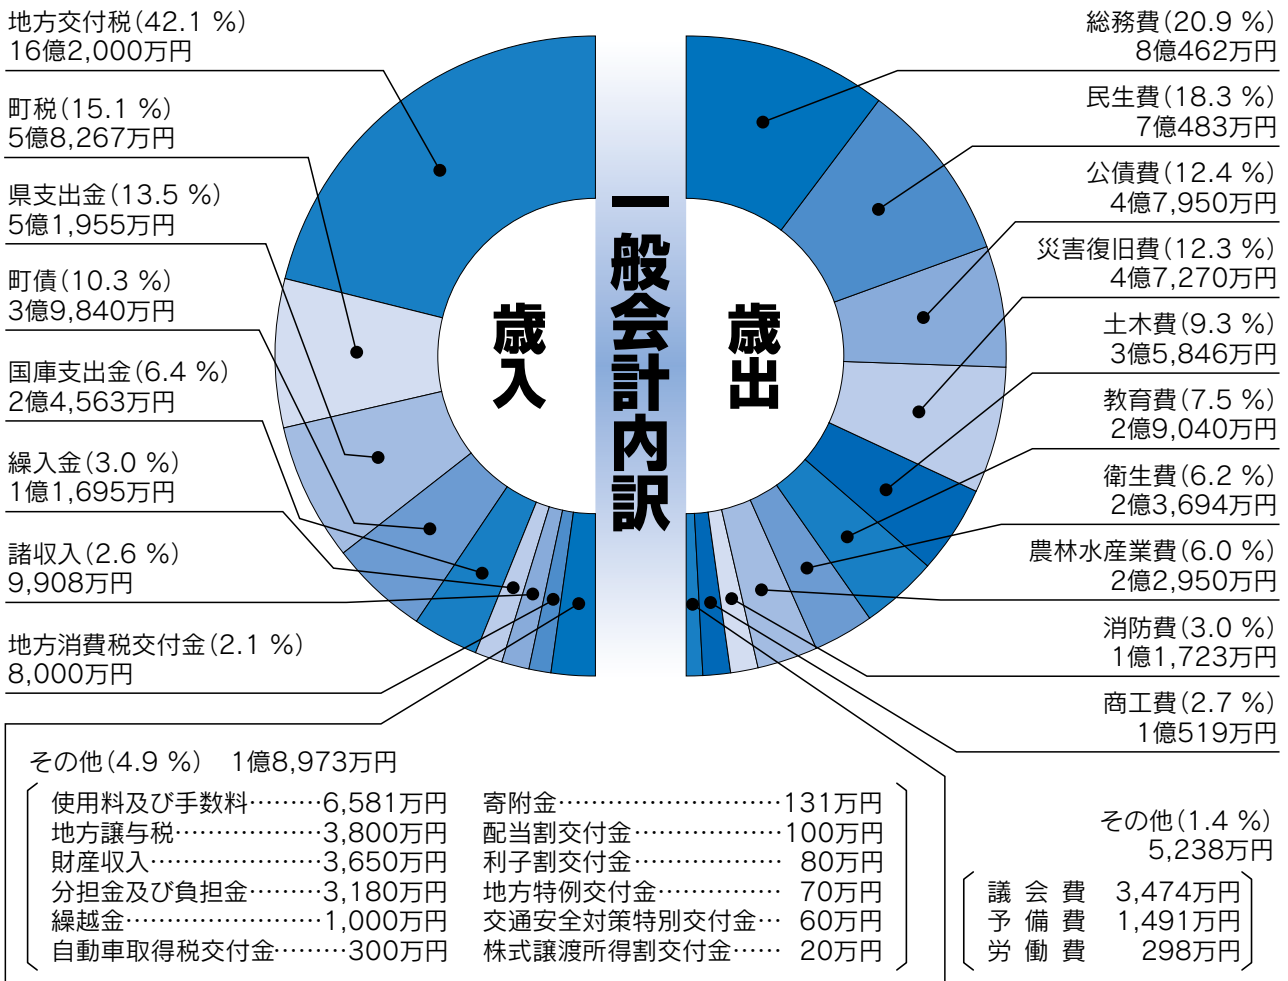 地方交付税(42.1 %)
16億2,000万円
町税(15.1 %)
5億8,267万円
県支出金(13.5 %)
5億1,955万円
町債(10.3 %)
3億9,840万円
国庫支出金(6.4 %)
2億4,563万円
繰入金(3.0 %)
1億1,695万円
諸収入(2.6 %)
9,908万円
地方消費税交付金(2.1 %)
8,000万円
その他(4.9 %) 1億8,973万円
使用料及び手数料………6,581万円
地方譲与税………………3,800万円
財産収入…………………3,650万円
分担金及び負担金………3,180万円
繰越金……………………1,000万円
自動車取得税交付金………300万円
寄附金………………………131万円
配当割交付金………………100万円
利子割交付金……………… 80万円
地方特例交付金…………… 70万円
交通安全対策特別交付金… 60万円
株式譲渡所得割交付金…… 20万円
歳入
一般会計内訳
歳出
総務費(20.9 %)
8億462万円
民生費(18.3 %)
7億483万円
公債費(12.4 %)
4億7,950万円
災害復旧費(12.3 %)
4億7,270万円
土木費(9.3 %)
3億5,846万円
教育費(7.5 %)
2億9,040万円
衛生費(6.2 %)
2億3,694万円
農林水産業費(6.0 %)
2億2,950万円
消防費(3.0 %)
1億1,723万円
商工費(2.7 %)
1億519万円
その他(1.4 %)
5,238万円
議会費 3,474万円
予備費 1,491万円
労働費 298万円